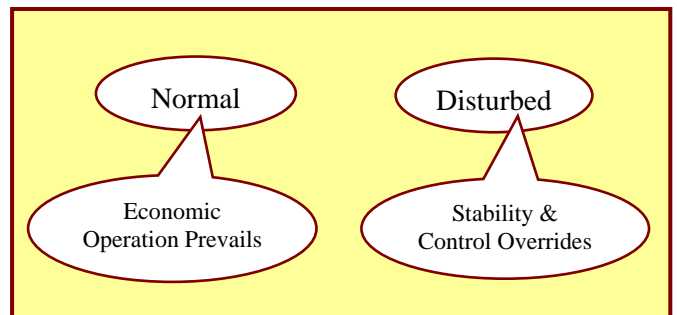 Normal
Disturbed
Economic
Operation Prevails
Stability &
Control Overrides